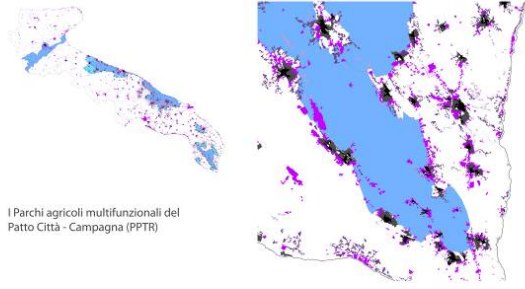 I Parchi agricoli multifunzionali del
Patto Città - Campagna (PPTR)